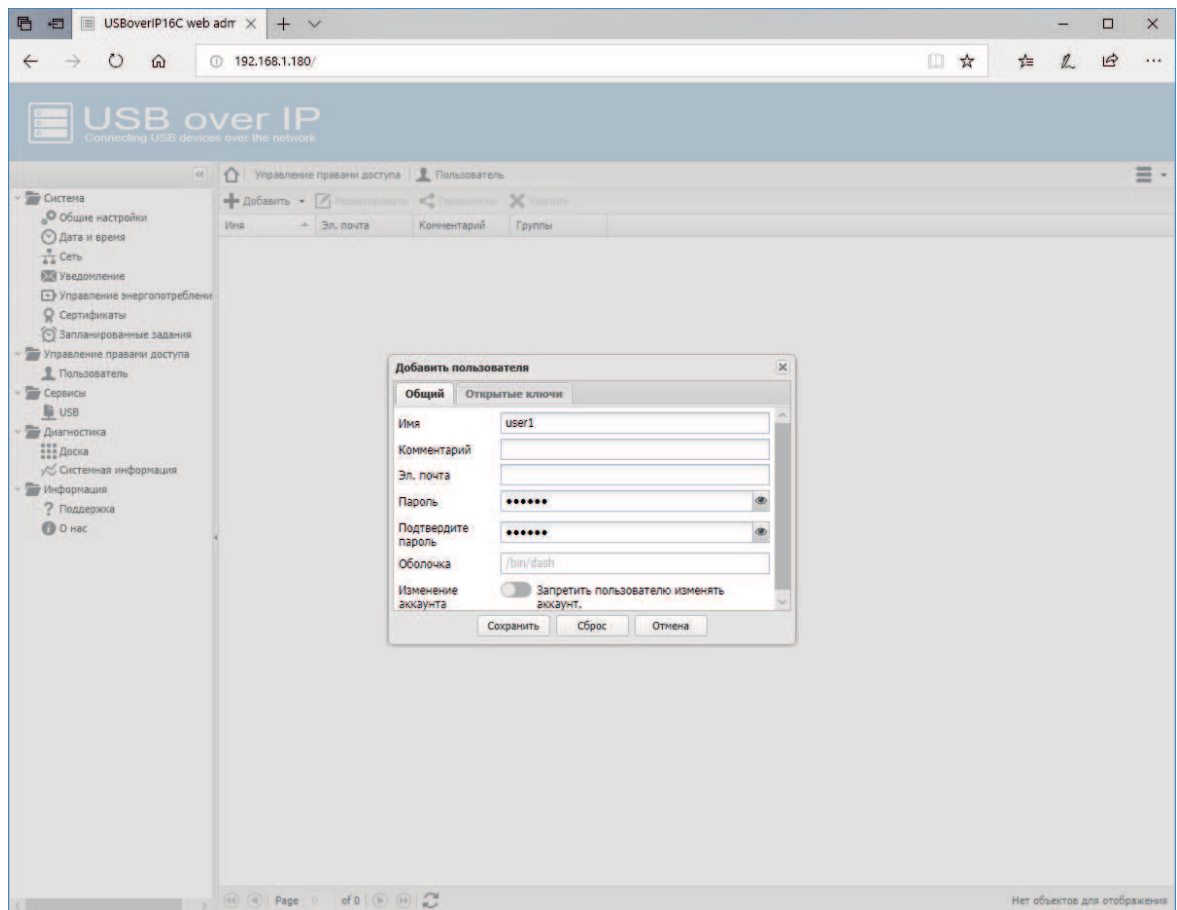 USBoverIP16C web adm
192.168.1.180/
USB over IP
Connecting USB devices over the network
Управление правами доступа Пользователь
Добавить Редактировать Применить Удалить
Имя Эл. почта Комментарий Группы
Система
Общие настройки
Дата и время
Сеть
Уведомление
Управление энергопотреблени
Сертификаты
Запланированные задания
Управление правами доступа
Пользователь
Сервисы
USB
Диагностика
Доска
Системная информация
Информация
Поддержка
О нас
Добавить пользователя
Общий Открытые ключи
Имя user1
Комментарий
Эл. почта
Пароль ••••••
Подтвердите
пароль ••••••
Оболочка /bin/dash
Изменение Запретить пользователю изменять
аккаунта аккаунт.
Сохранить Сброс Отмена
Page 0 of 0 Нет объектов для отображения